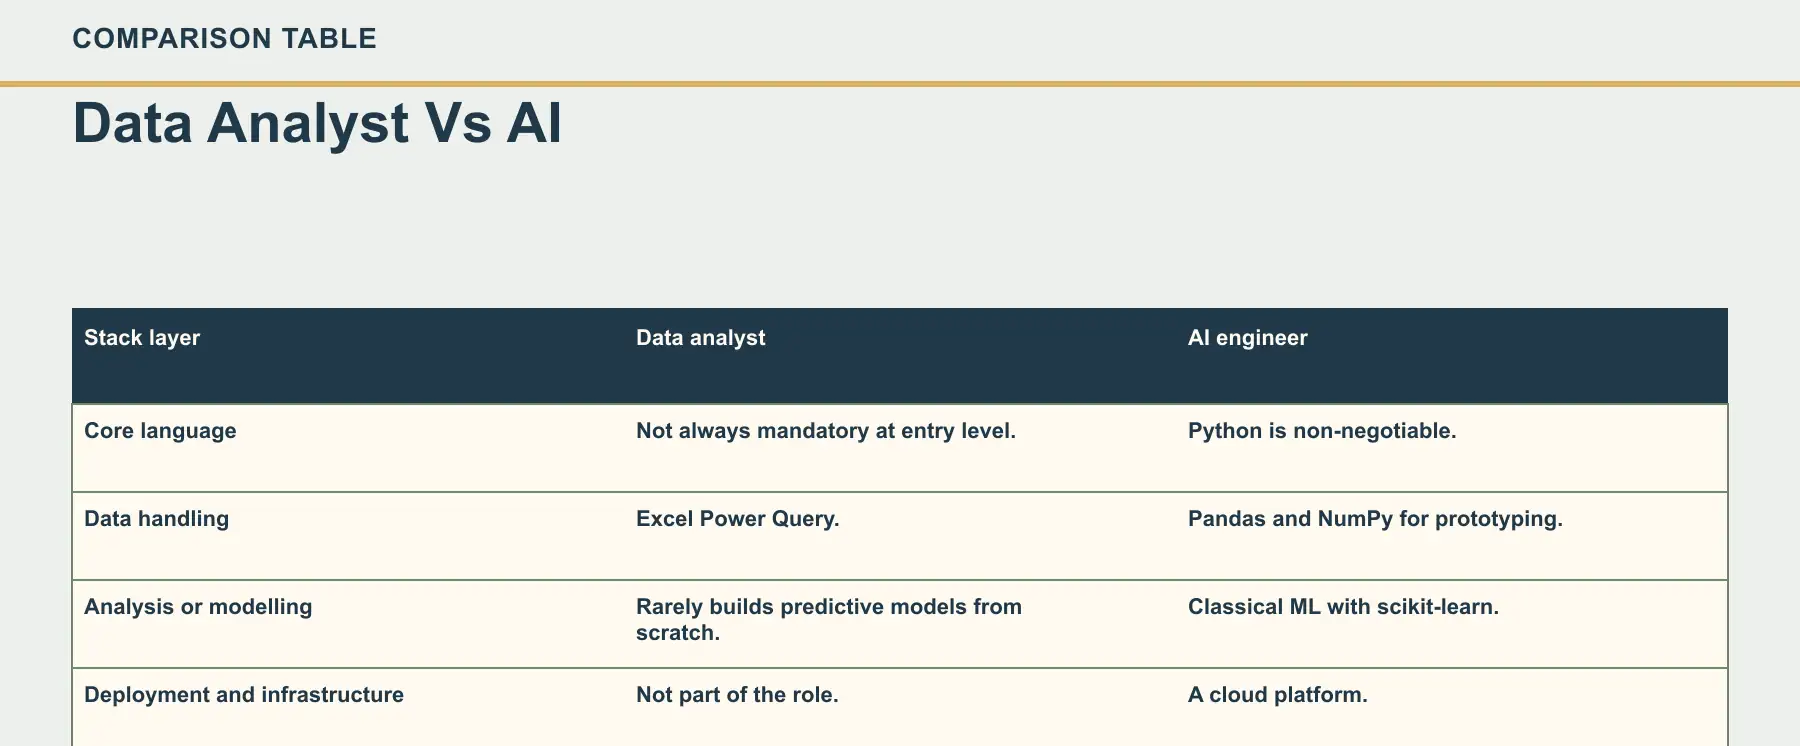 COMPARISON TABLE
Data Analyst Vs AI
Stack layer
Data analyst
AI engineer
Core language
Not always mandatory at entry level.
Python is non-negotiable.
Data handling
Excel Power Query.
Pandas and NumPy for prototyping.
Analysis or modelling
Rarely builds predictive models from
scratch.
Classical ML with scikit-learn.
Deployment and infrastructure
Not part of the role.
A cloud platform.